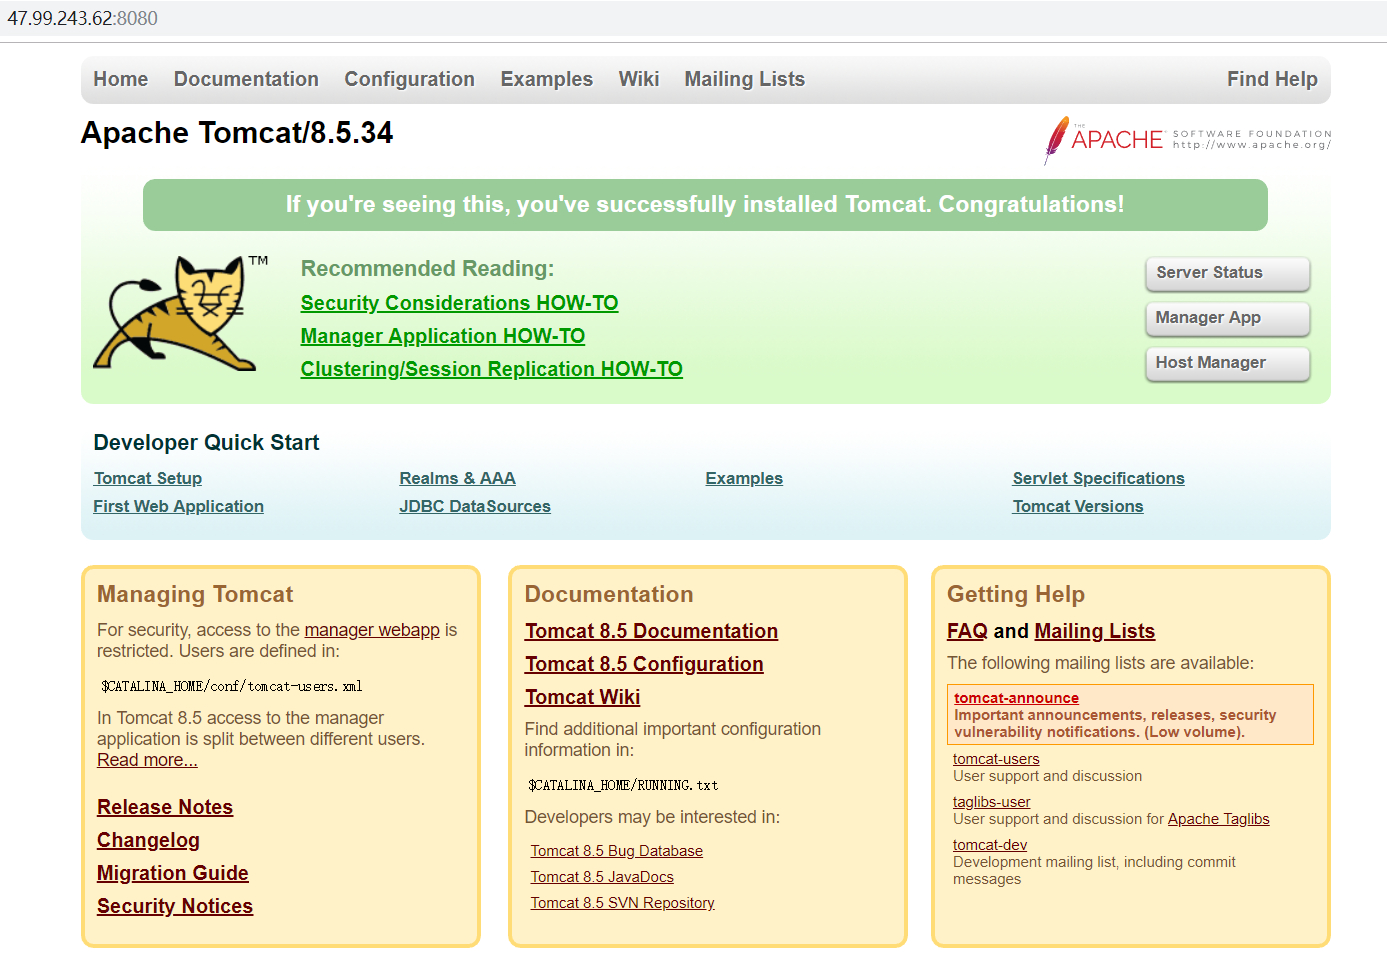 47.99.243.62:8080
Home Documentation Configuration Examples Wiki Mailing Lists Find Help
Apache Tomcat/8.5.34
THE APACHE SOFTWARE FOUNDATION
http://www.apache.org/
If you're seeing this, you've successfully installed Tomcat. Congratulations!
TM
Recommended Reading:
Security Considerations HOW-TO
Manager Application HOW-TO
Clustering/Session Replication HOW-TO
Server Status
Manager App
Host Manager
Developer Quick Start
Tomcat Setup
First Web Application
Realms & AAA
JDBC DataSources
Examples
Servlet Specifications
Tomcat Versions
Managing Tomcat
For security, access to the manager webapp is
restricted. Users are defined in:
$CATALINA_HOME/conf/tomcat-users.xml
In Tomcat 8.5 access to the manager
application is split between different users.
Read more...
Release Notes
Changelog
Migration Guide
Security Notices
Documentation
Tomcat 8.5 Documentation
Tomcat 8.5 Configuration
Tomcat Wiki
Find additional important configuration
information in:
$CATALINA_HOME/RUNNING.txt
Developers may be interested in:
Tomcat 8.5 Bug Database
Tomcat 8.5 JavaDocs
Tomcat 8.5 SVN Repository
Getting Help
FAQ and Mailing Lists
The following mailing lists are available:
tomcat-announce
Important announcements, releases, security
vulnerability notifications. (Low volume).
tomcat-users
User support and discussion
taglibs-user
User support and discussion for Apache Taglibs
tomcat-dev
Development mailing list, including commit
messages